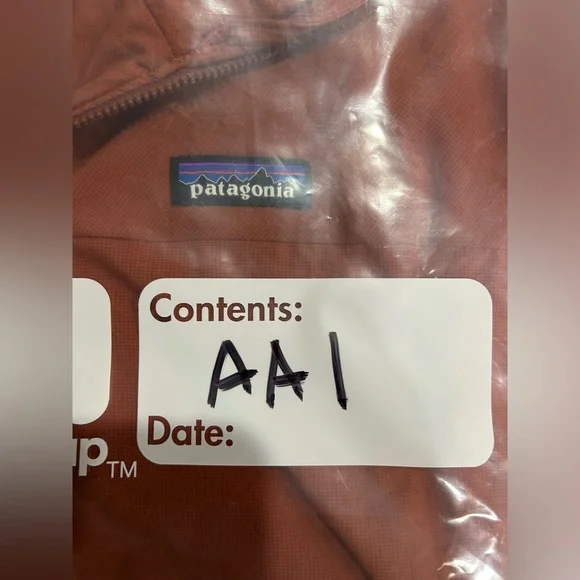 patagonia
Contents:
AA1
Date:
up™